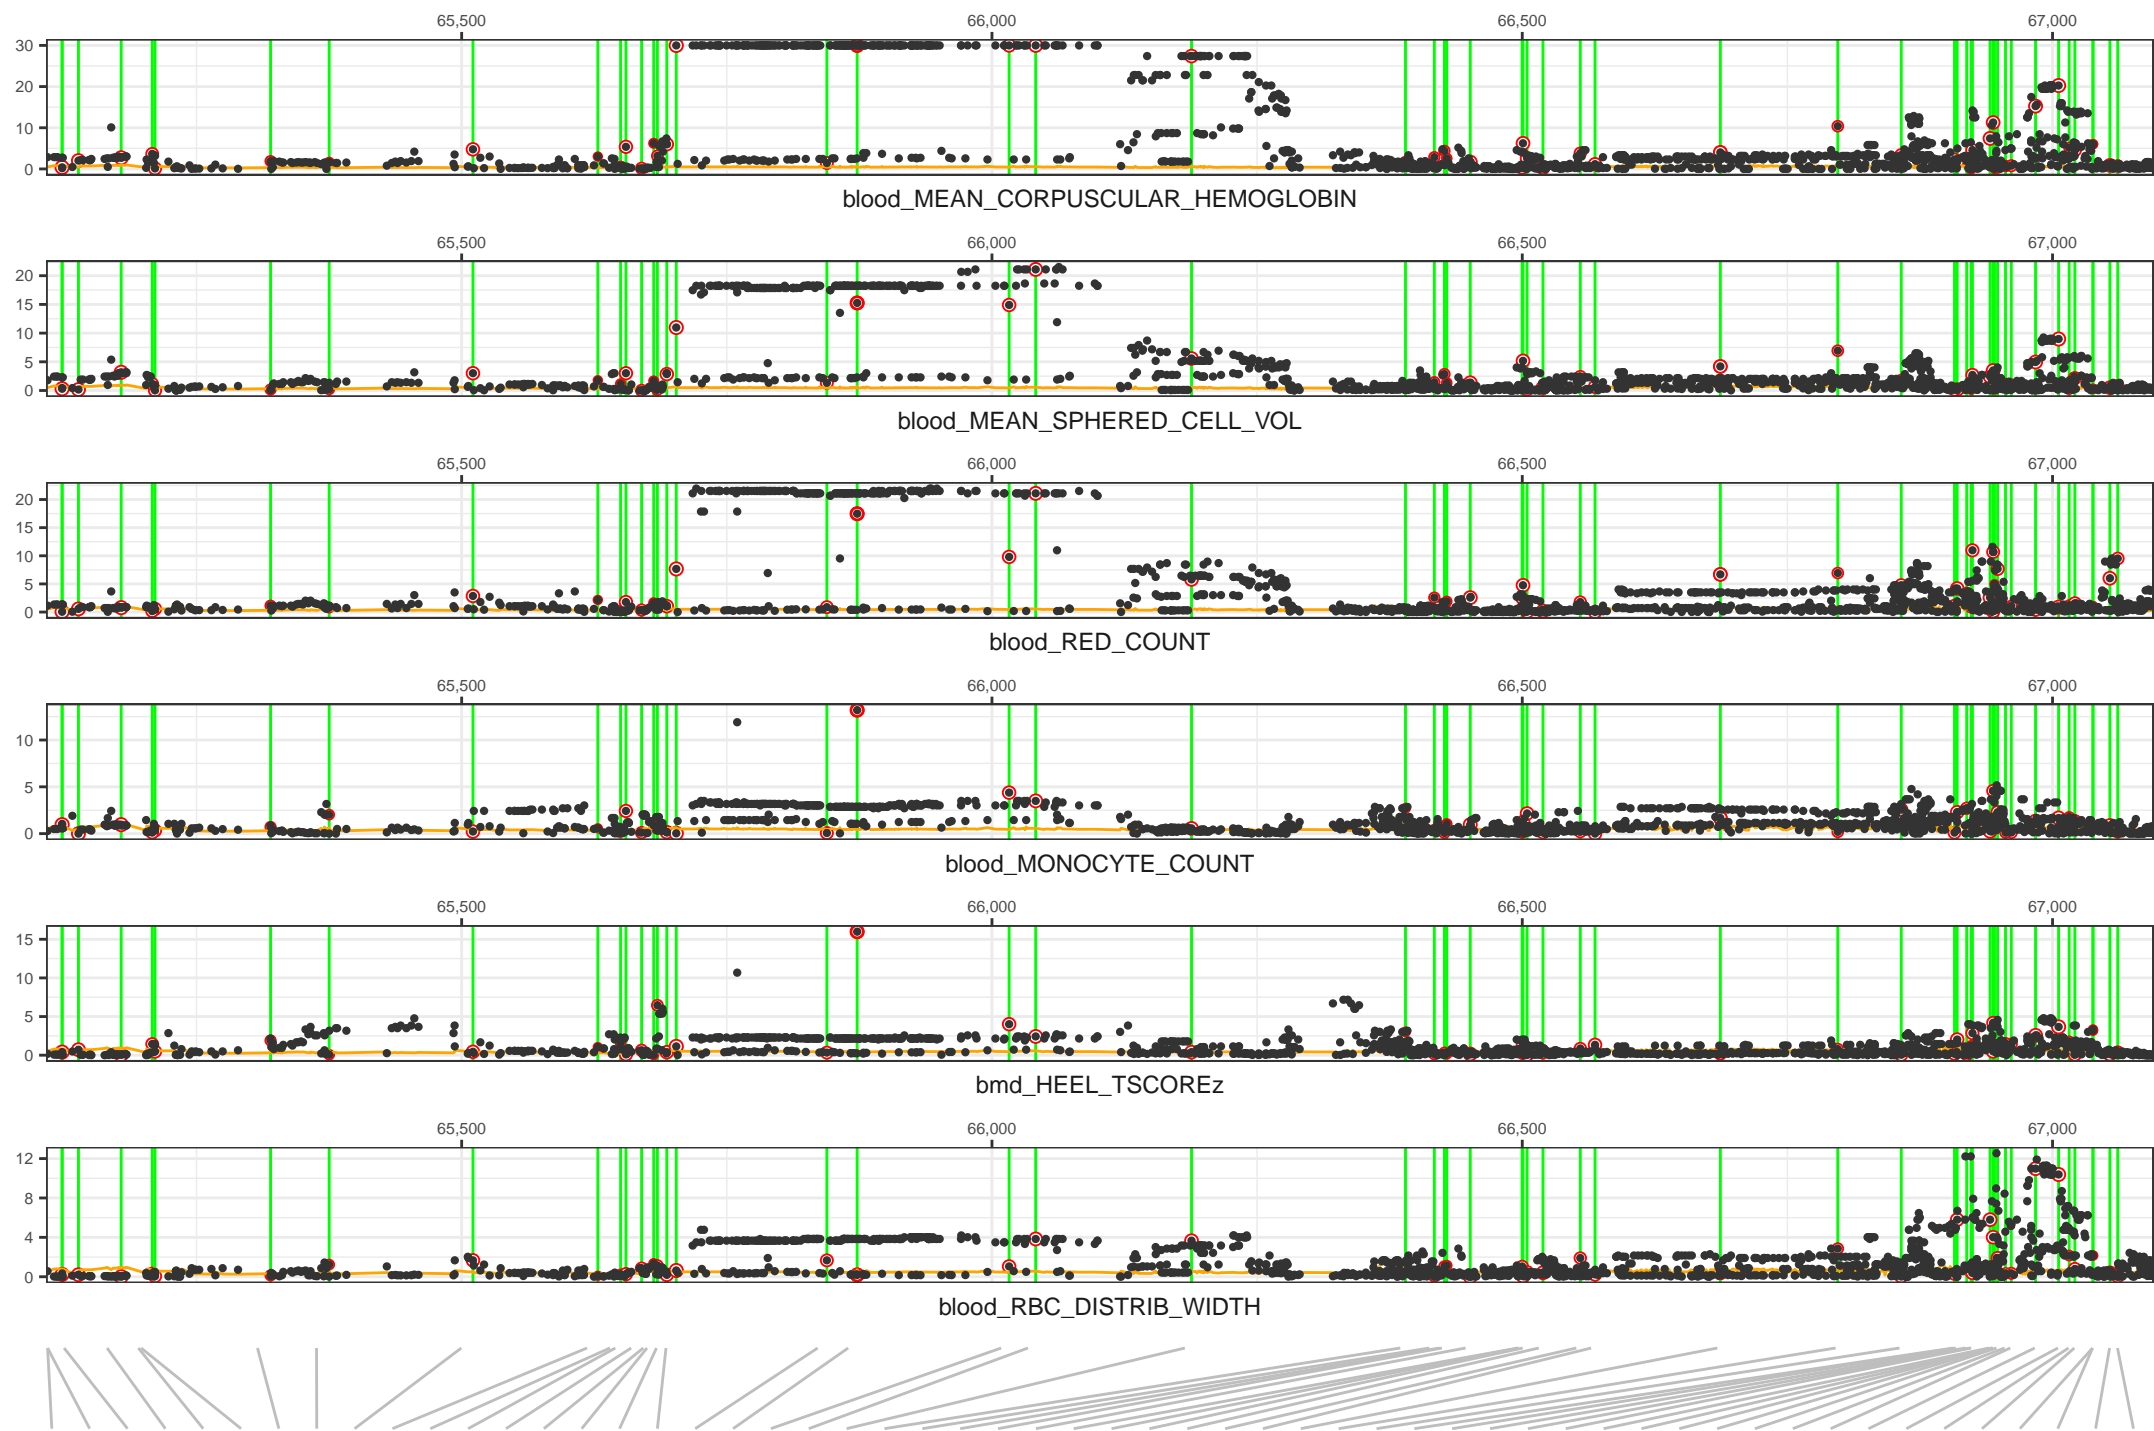 65,500 66,000 66,500 67,000
30
20
10
0
blood_MEAN_CORPUSCULAR_HEMOGLOBIN
65,500 66,000 66,500 67,000
20
15
10
5
0
blood_MEAN_SPHERED_CELL_VOL
65,500 66,000 66,500 67,000
20
15
10
5
0
blood_RED_COUNT
65,500 66,000 66,500 67,000
10
5
0
blood_MONOCYTE_COUNT
65,500 66,000 66,500 67,000
15
10
5
0
bmd_HEEL_TSCOREz
65,500 66,000 66,500 67,000
12
8
4
0
blood_RBC_DISTRIB_WIDTH